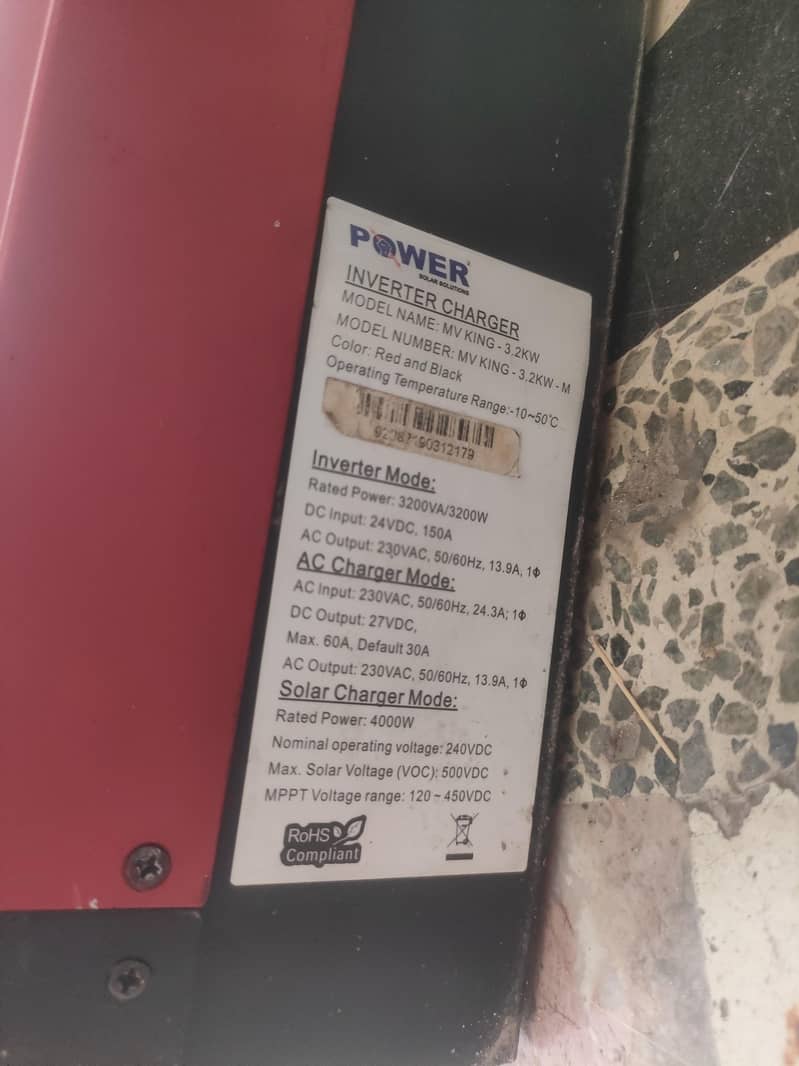 POWER
SOLAR SOLUTIONS
INVERTER CHARGER
MODEL NAME: MV KING - 3.2KW
MODEL NUMBER: MV KING - 3.2KW - M
Color: Red and Black
Operating Temperature Range:-10~50℃
90312179
Inverter Mode:
Rated Power: 3200VA/3200W
DC Input: 24VDC, 150A
AC Output: 230VAC, 50/60Hz, 13.9A, 1Φ
AC Charger Mode:
AC Input: 230VAC, 50/60Hz, 24.3A; 1Φ
DC Output: 27VDC,
Max. 60A, Default 30A
AC Output: 230VAC, 50/60Hz, 13.9A, 1Φ
Solar Charger Mode:
Rated Power: 4000W
Nominal operating voltage: 240VDC
Max. Solar Voltage (VOC): 500VDC
MPPT Voltage range: 120 ~ 450VDC
RoHS
Compliant